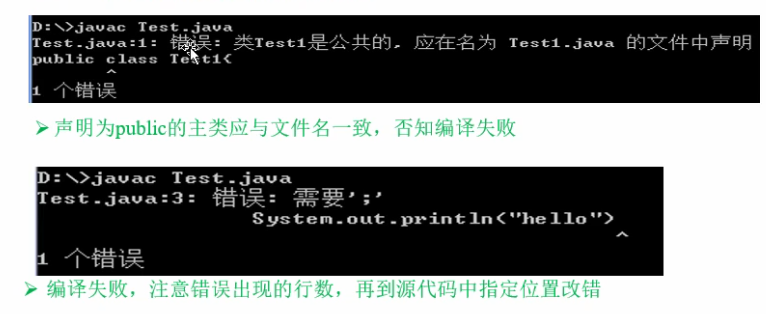 D:\>javac Test.java
Test.java:1: 错误: 类Test1是公共的, 应在名为 Test1.java 的文件中声明
public class Test1{
^
1 个错误
➢声明为public的主类应与文件名一致，否知编译失败
D:\>javac Test.java
Test.java:3: 错误: 需要';'
System.out.println("hello")
^
1 个错误
➢ 编译失败，注意错误出现的行数，再到源代码中指定位置改错